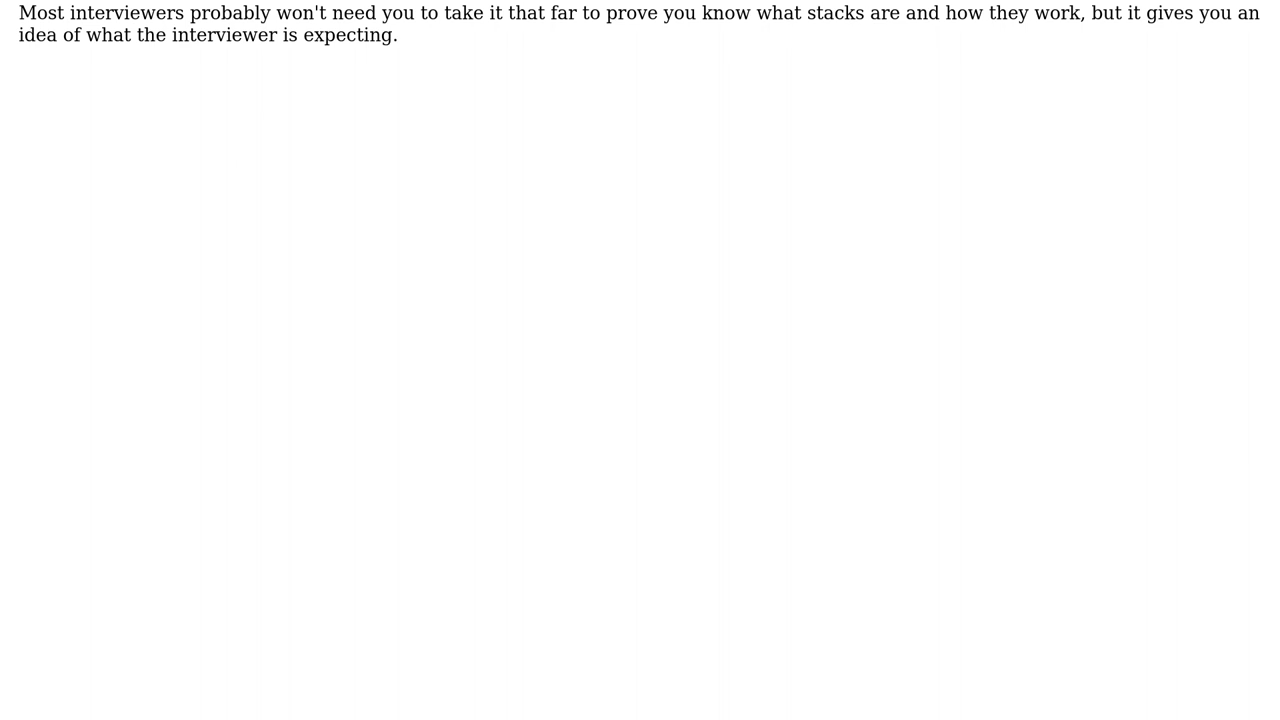 Most interviewers probably won't need you to take it that far to prove you know what stacks are and how they work, but it gives you an
idea of what the interviewer is expecting.